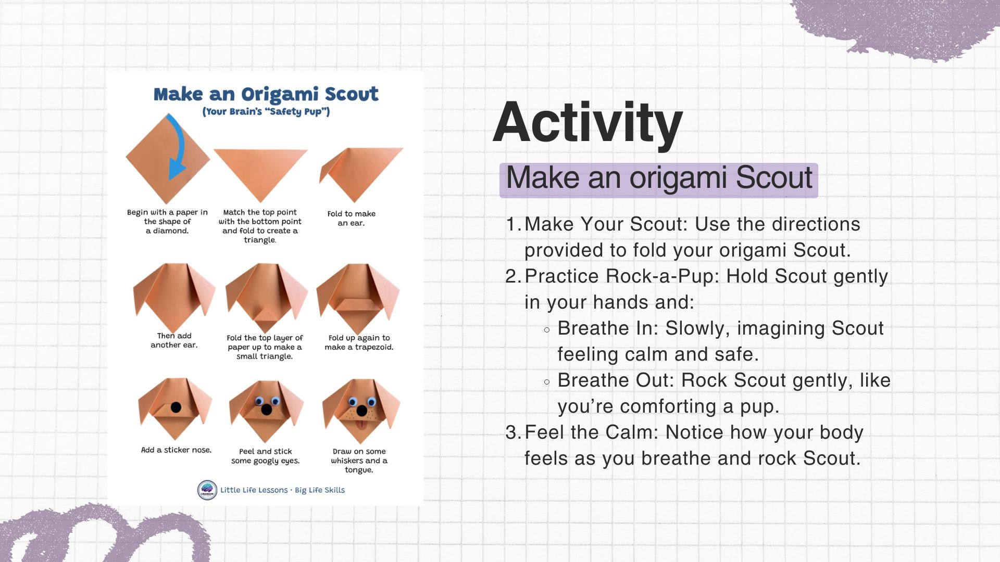 Make an Origami Scout
(Your Brain's “Safety Pup”)
Begin with a paper in
the shape of
a diamond.
Match the top point
with the bottom point
and fold to create a
triangle.
Fold to make
an ear.
Then add
another ear.
Fold the top layer of
paper up to make a
small triangle.
Fold up again to
make a trapezoid.
Add a sticker nose.
Peel and stick
some googly eyes.
Draw on some
whiskers and a
tongue.
CRANIUM
Little Life Lessons · Big Life Skills
Activity
Make an origami Scout
1. Make Your Scout: Use the directions
provided to fold your origami Scout.
2. Practice Rock-a-Pup: Hold Scout gently
in your hands and:
◦ Breathe In: Slowly, imagining Scout
feeling calm and safe.
◦ Breathe Out: Rock Scout gently, like
you’re comforting a pup.
3. Feel the Calm: Notice how your body
feels as you breathe and rock Scout.